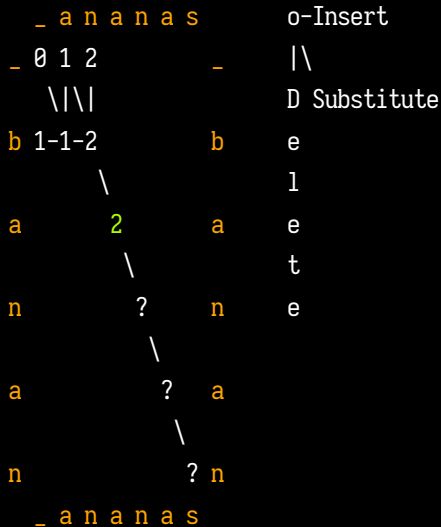 _ a n a n a s       o-Insert
_ 0 1 2         _     |\
   \|\|               D Substitute
b 1-1-2         b     e
       \              l
a       2       a     e
         \            t
n         ?     n     e
           \
a           ?   a
             \
n             ? n
  _ a n a n a s